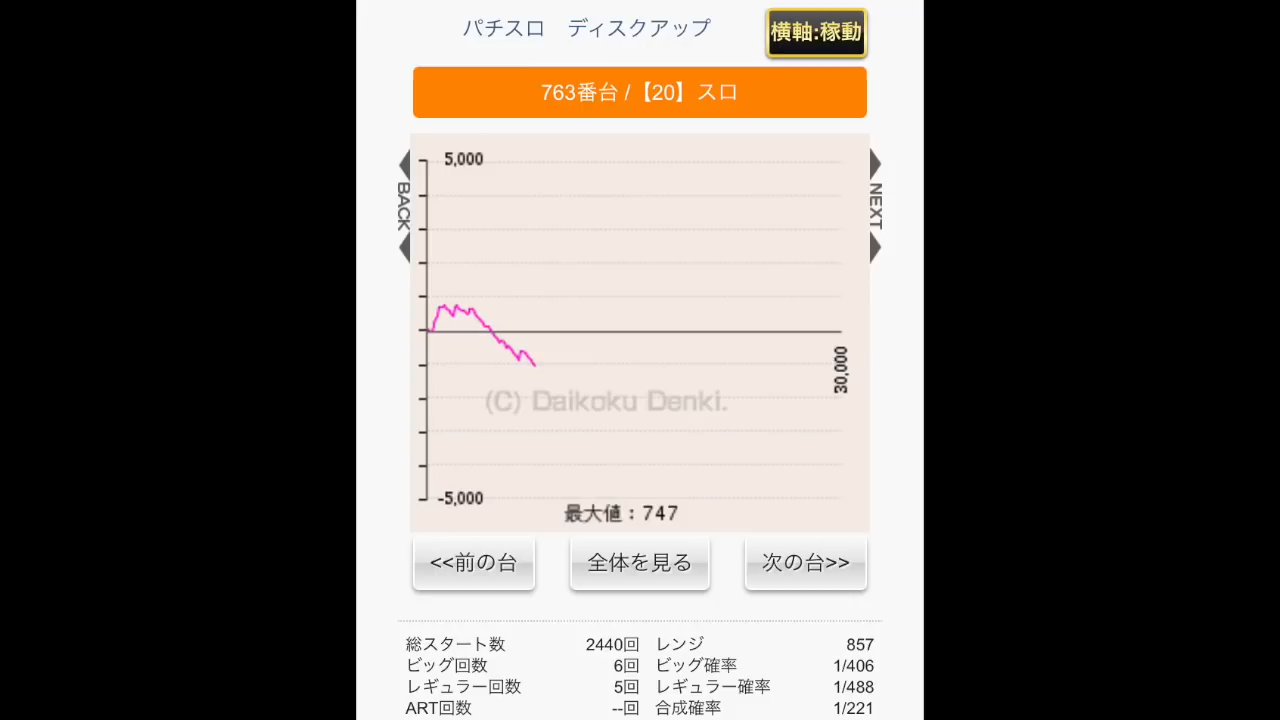 パチスロ　ディスクアップ
横軸:稼動
763番台 /【20】スロ
5,000
BACK
NEXT
30,000
(C) Daikoku Denki.
-5,000
最大値：747
<<前の台
全体を見る
次の台>>
総スタート数 2440回 レンジ 857
ビッグ回数 6回 ビッグ確率 1/406
レギュラー回数 5回 レギュラー確率 1/488
ART回数 --回 合成確率 1/221